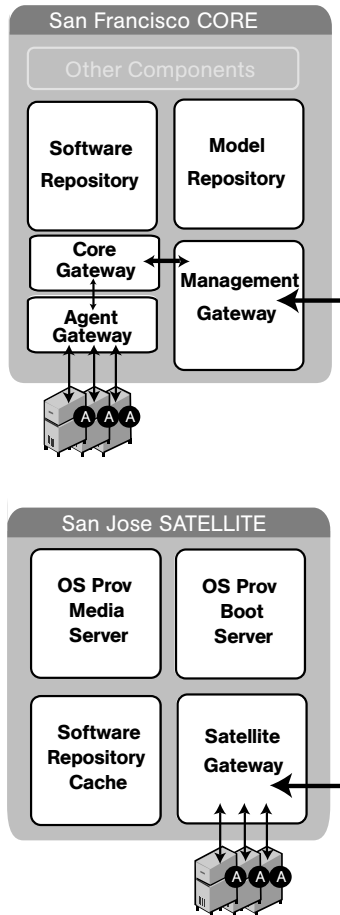 San Francisco CORE
Other Components
Software
Repository
Model
Repository
Core
Gateway
Management
Gateway
Agent
Gateway
A A A
San Jose SATELLITE
OS Prov
Media
Server
OS Prov
Boot
Server
Software
Repository
Cache
Satellite
Gateway
A A A